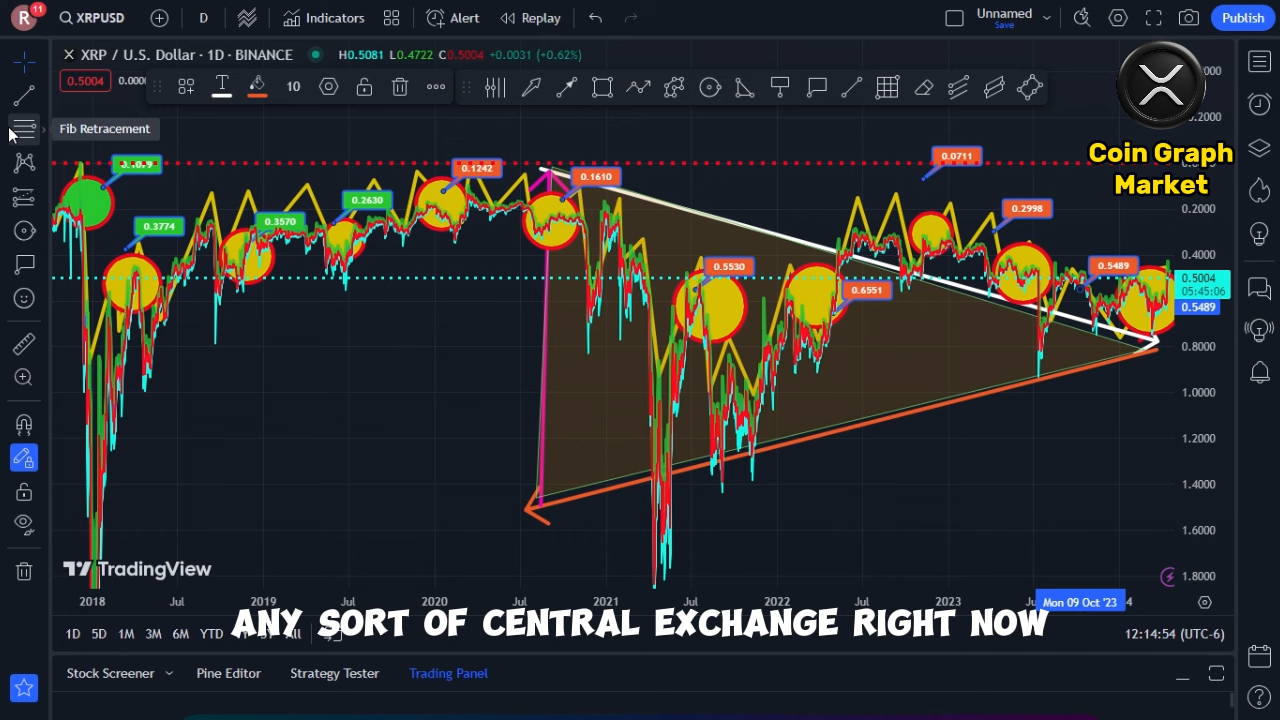 R 11 XRPUSD D Indicators Alert Replay Unnamed Save Publish
XRP / U.S. Dollar · 1D · BINANCE H0.5081 L0.4722 C0.5004 +0.0031 (+0.62%)
0.5004
T 10
Fib Retracement
Coin Graph
Market
0.3774
0.3570
0.2630
0.1242
0.1610
0.5530
0.6551
0.0711
0.2998
0.5489
0.2000
0.4000
0.5004
05:45:06
0.5489
0.8000
1.0000
1.2000
1.4000
1.6000
1.8000
TradingView
2018 Jul 2019 Jul 2020 Jul 2021 Jul 2022 Jul Mon 09 Oct '23 4
ANY SORT OF CENTRAL EXCHANGE RIGHT NOW
1D 5D 1M 3M 6M YTD All 12:14:54 (UTC-6)
Stock Screener Pine Editor Strategy Tester Trading Panel